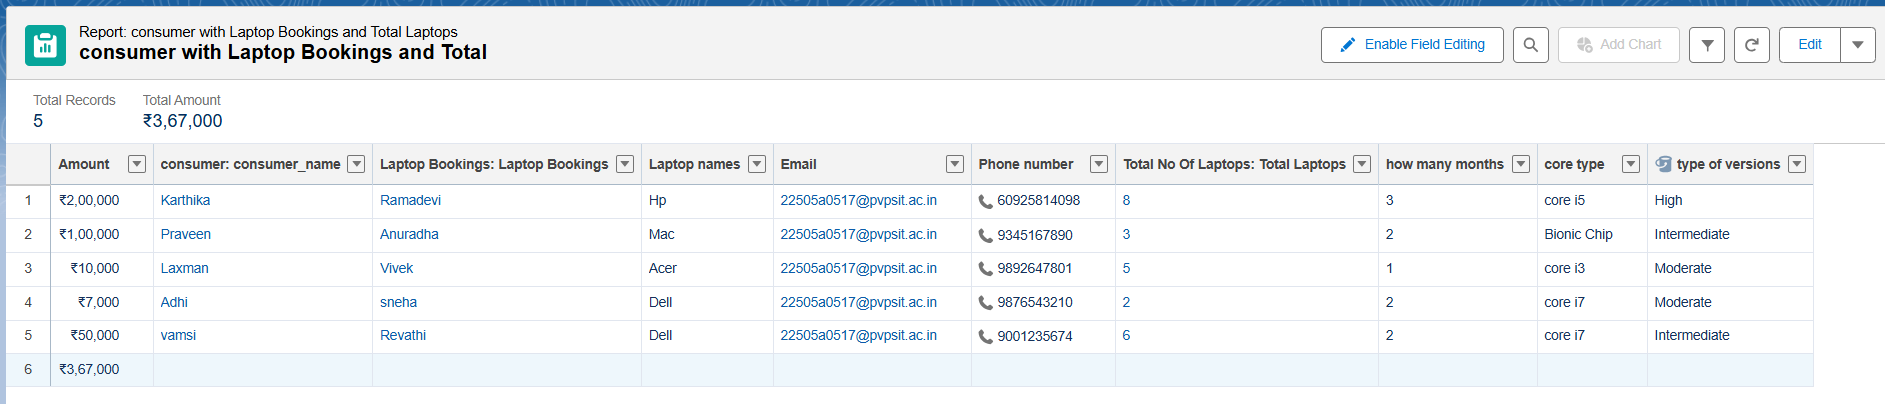 Report: consumer with Laptop Bookings and Total Laptops
consumer with Laptop Bookings and Total
Enable Field Editing
Add Chart
Edit
Total Records Total Amount
5 ₹3,67,000
Amount consumer: consumer_name Laptop Bookings: Laptop Bookings Laptop names Email Phone number Total No Of Laptops: Total Laptops how many months core type type of versions
1 ₹2,00,000 Karthika Ramadevi Hp 22505a0517@pvpsit.ac.in 60925814098 8 3 core i5 High
2 ₹1,00,000 Praveen Anuradha Mac 22505a0517@pvpsit.ac.in 9345167890 3 2 Bionic Chip Intermediate
3 ₹10,000 Laxman Vivek Acer 22505a0517@pvpsit.ac.in 9892647801 5 1 core i3 Moderate
4 ₹7,000 Adhi sneha Dell 22505a0517@pvpsit.ac.in 9876543210 2 2 core i7 Moderate
5 ₹50,000 vamsi Revathi Dell 22505a0517@pvpsit.ac.in 9001235674 6 2 core i7 Intermediate
6 ₹3,67,000